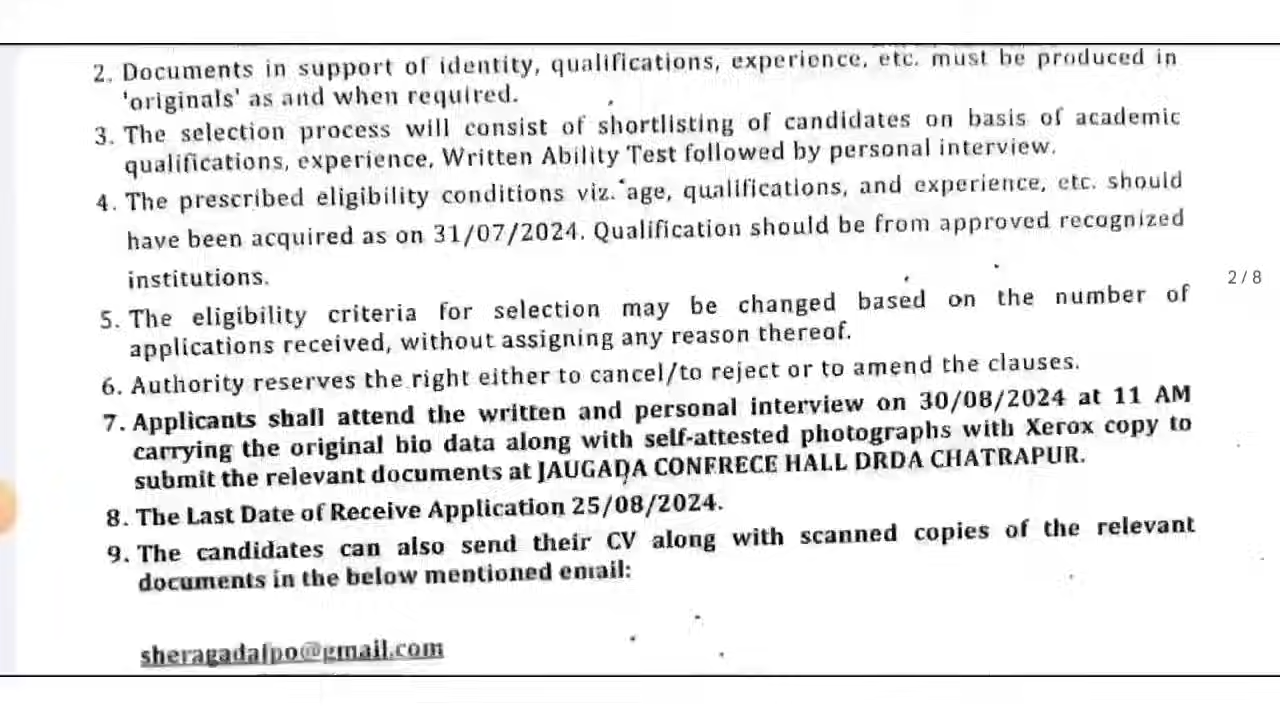 2. Documents in support of identity, qualifications, experience, etc. must be produced in
'originals' as and when required.
3. The selection process will consist of shortlisting of candidates on basis of academic
qualifications, experience, Written Ability Test followed by personal interview.
4. The prescribed eligibility conditions viz. age, qualifications, and experience, etc. should
have been acquired as on 31/07/2024. Qualification should be from approved recognized
institutions.
2 / 8
5. The eligibility criteria for selection may be changed based on the number of
applications received, without assigning any reason thereof.
6. Authority reserves the right either to cancel/to reject or to amend the clauses.
7. Applicants shall attend the written and personal interview on 30/08/2024 at 11 AM
carrying the original bio data along with self-attested photographs with Xerox copy to
submit the relevant documents at JAUGADA CONFRECE HALL DRDA CHATRAPUR.
8. The Last Date of Receive Application 25/08/2024.
9. The candidates can also send their CV along with scanned copies of the relevant
documents in the below mentioned email:
sheragadafpo@gmail.com